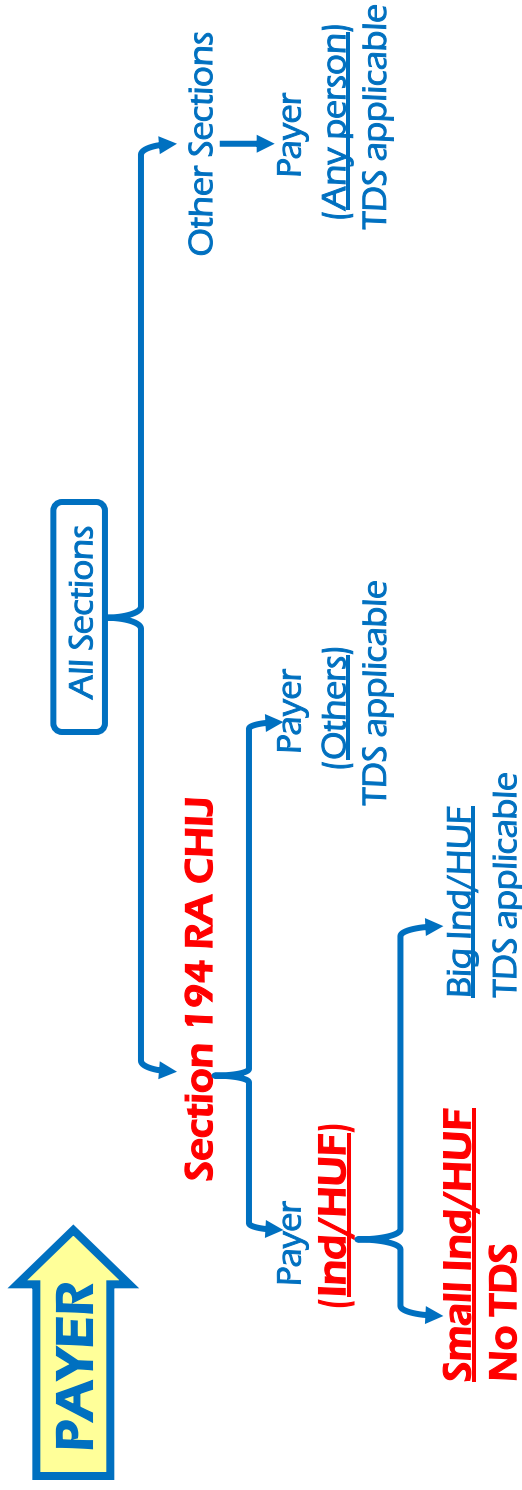 PAYER
All Sections
Section 194 RA CHIJ
Other Sections
Payer
(Ind/HUF)
Payer
(Others)
TDS applicable
Payer
(Any person)
TDS applicable
Small Ind/HUF
No TDS
Big Ind/HUF
TDS applicable